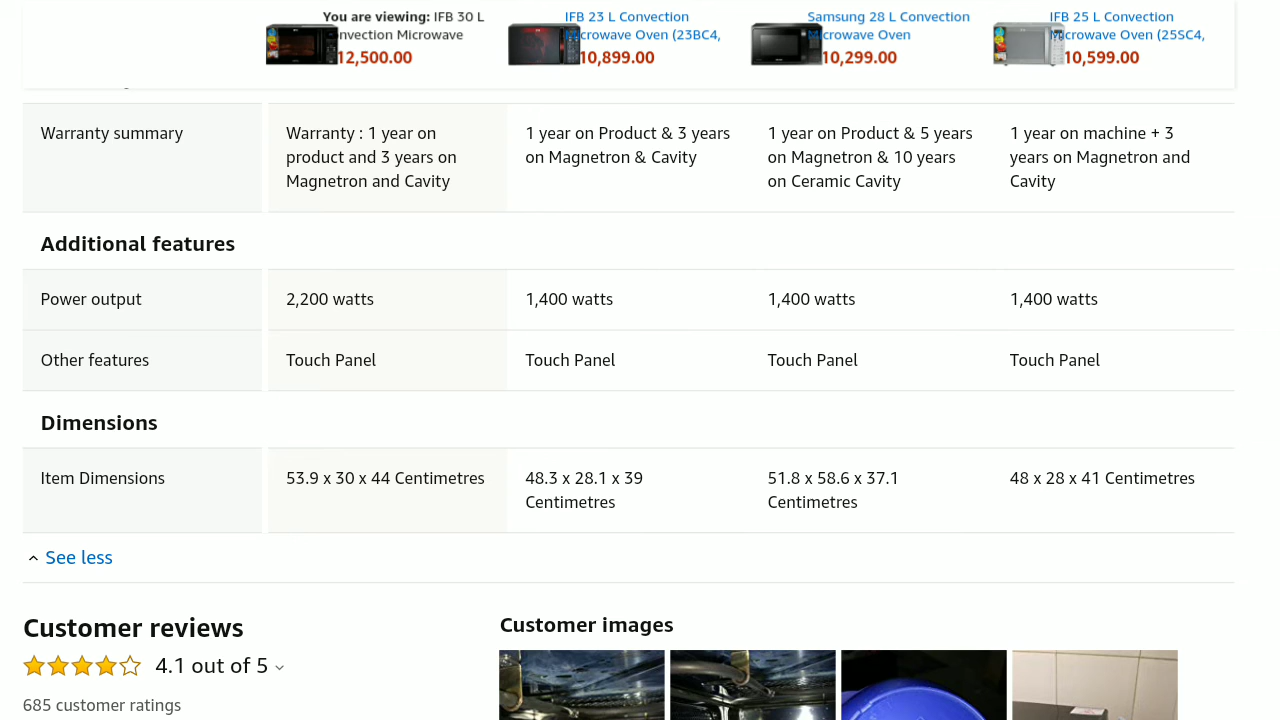 You are viewing: IFB 30 L
nvection Microwave
12,500.00
IFB 23 L Convection
Microwave Oven (23BC4,
10,899.00
Samsung 28 L Convection
Microwave Oven
10,299.00
IFB 25 L Convection
Microwave Oven (25SC4,
10,599.00
Warranty summary
Warranty : 1 year on
product and 3 years on
Magnetron and Cavity
1 year on Product & 3 years
on Magnetron & Cavity
1 year on Product & 5 years
on Magnetron & 10 years
on Ceramic Cavity
1 year on machine + 3
years on Magnetron and
Cavity
Additional features
Power output
2,200 watts
1,400 watts
1,400 watts
1,400 watts
Other features
Touch Panel
Touch Panel
Touch Panel
Touch Panel
Dimensions
Item Dimensions
53.9 x 30 x 44 Centimetres
48.3 x 28.1 x 39
Centimetres
51.8 x 58.6 x 37.1
Centimetres
48 x 28 x 41 Centimetres
See less
Customer reviews
4.1 out of 5
685 customer ratings
Customer images